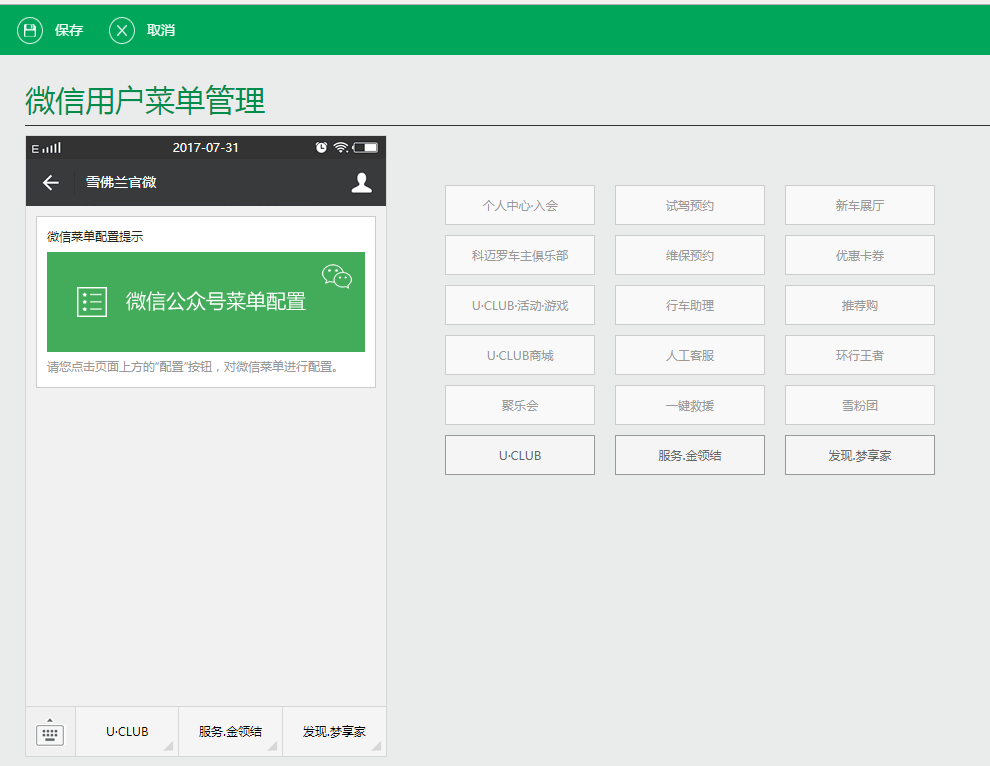 保存 取消
微信用户菜单管理
E 2017-07-31
雪佛兰官微
微信菜单配置提示
微信公众号菜单配置
请您点击页面上方的“配置”按钮，对微信菜单进行配置。
U·CLUB 服务.金领结 发现.梦享家
个人中心·入会 试驾预约 新车展厅
科迈罗车主俱乐部 维保预约 优惠卡券
U·CLUB·活动·游戏 行车助理 推荐购
U·CLUB商城 人工客服 环行王者
聚乐会 一键救援 雪粉团
U·CLUB 服务.金领结 发现.梦享家